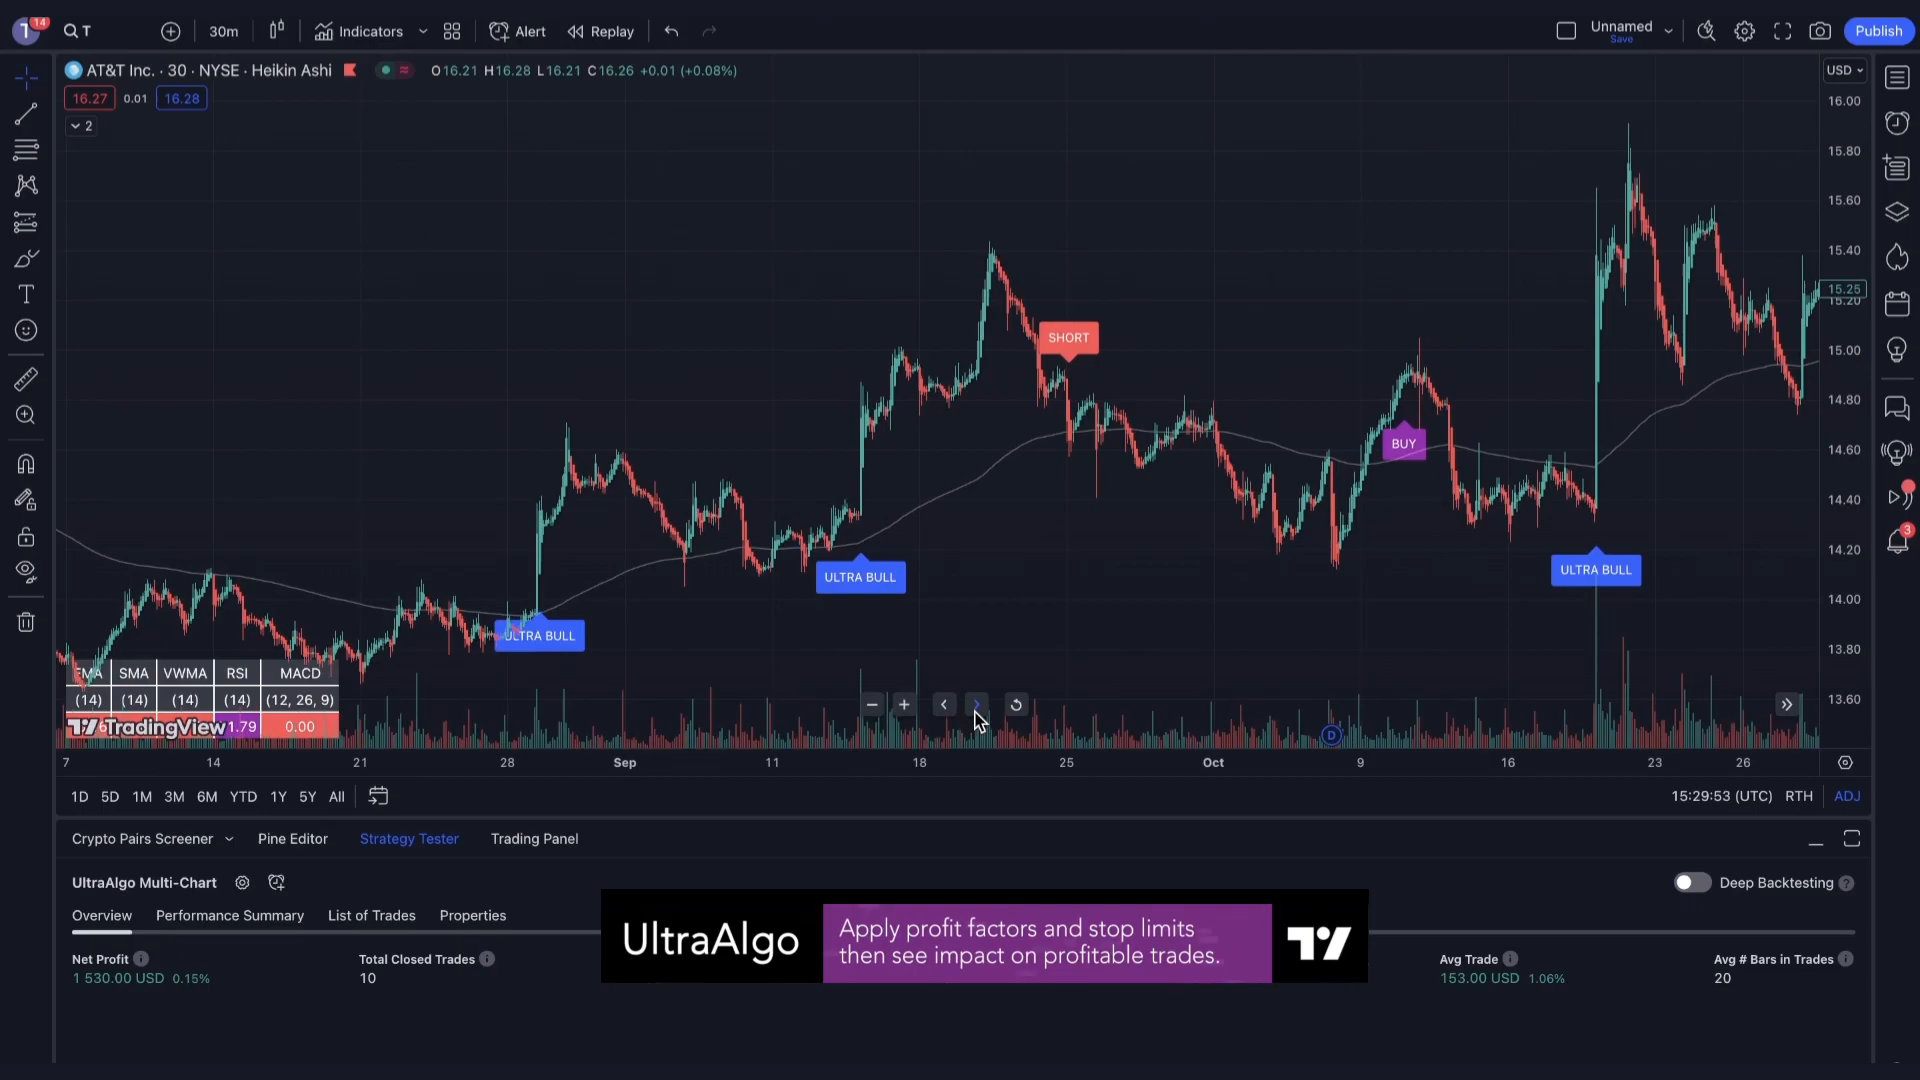 T 14 T 30m Indicators Alert Replay Unnamed Publish
Save
AT&T Inc. · 30 · NYSE · Heikin Ashi O16.21 H16.28 L16.21 C16.26 +0.01 (+0.08%) USD
16.27 0.01 16.28
2
16.00
15.80
15.60
15.40
15.25
15.20
15.00
14.80
14.60
14.40
14.20
14.00
13.80
13.60
SHORT
BUY
ULTRA BULL
ULTRA BULL
ULTRA BULL
EMA SMA VWMA RSI MACD
(14) (14) (14) (14) (12, 26, 9)
TradingView 1.79 0.00
D
7 14 21 28 Sep 11 18 25 Oct 9 16 23 26
1D 5D 1M 3M 6M YTD 1Y 5Y All 15:29:53 (UTC) RTH ADJ
3
Crypto Pairs Screener Pine Editor Strategy Tester Trading Panel
UltraAlgo Multi-Chart Deep Backtesting
Overview Performance Summary List of Trades Properties
UltraAlgo
Apply profit factors and stop limits
then see impact on profitable trades.
Net Profit Total Closed Trades Avg Trade Avg # Bars in Trades
1 530.00 USD 0.15% 10 153.00 USD 1.06% 20